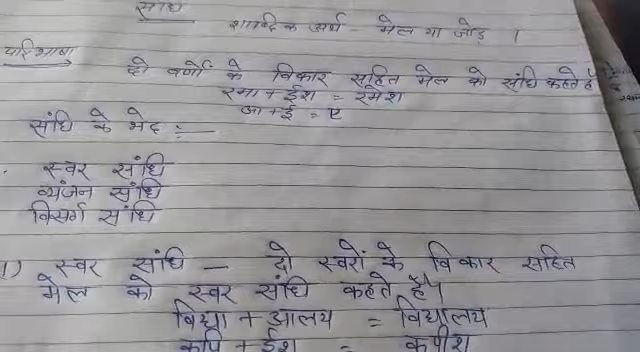 संधि
शाब्दिक अर्थ - मेल या जोड़ ।
परिभाषा
दो वर्णों के विकार सहित मेल को संधि कहते हैं
रमा + ईश = रमेश
आ + ई = ए
संधि के भेद :-
स्वर संधि
व्यंजन संधि
विसर्ग संधि
1) स्वर संधि - दो स्वरों के विकार सहित
मेल को स्वर संधि कहते हैं।
विद्या + आलय = विद्यालय
कपि + ईश = कपीश